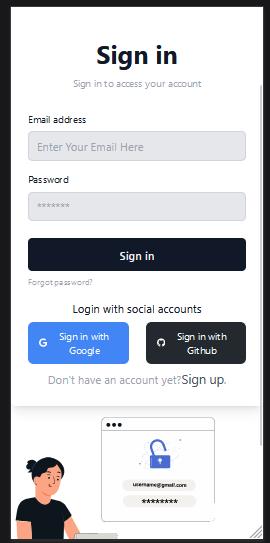 Sign in
Sign in to access your account
Email address
Enter Your Email Here
Password
*******
Sign in
Forgot password?
Login with social accounts
Sign in with
Google
Sign in with
Github
Don't have an account yet?Sign up.
username@gmail.com
********